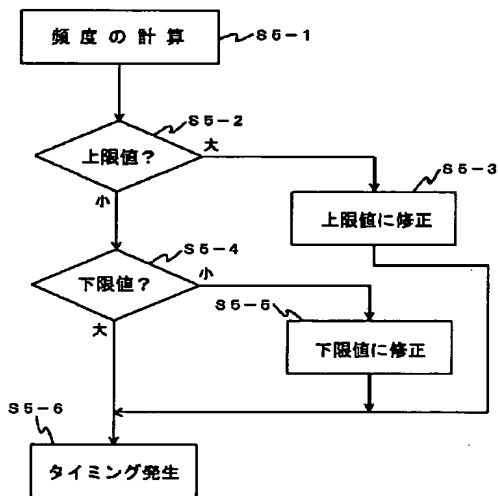 頻度の計算
S5-1
S5-2
上限値?
大
小
S5-3
上限値に修正
S5-4
下限値?
小
大
S5-5
下限値に修正
S5-6
タイミング発生